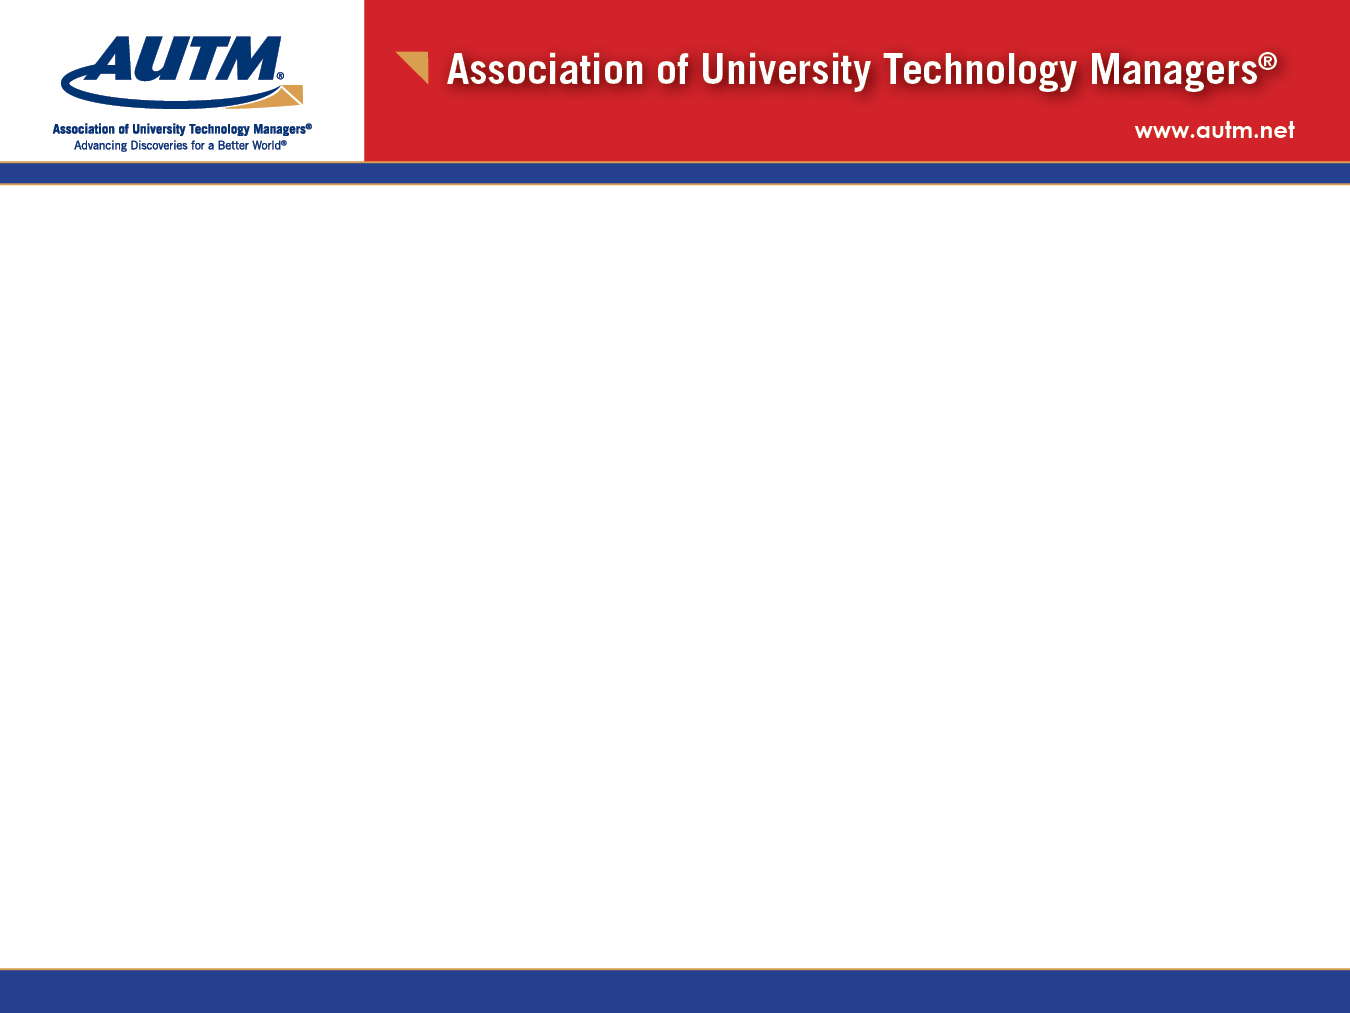 AUTM®
Association of University Technology Managers®
Advancing Discoveries for a Better World®
Association of University Technology Managers®
www.autm.net